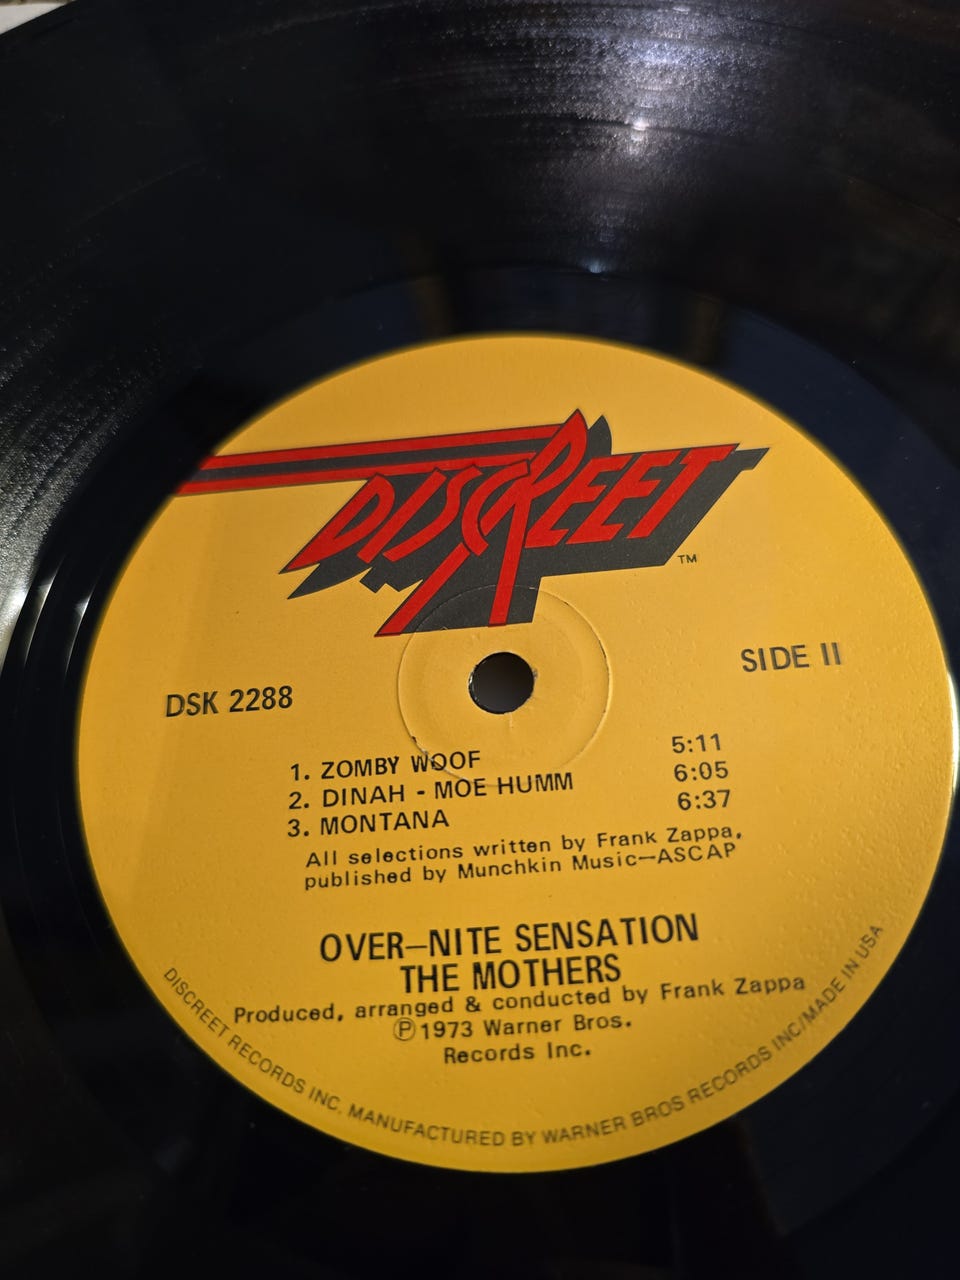 DISCREET
TM
DSK 2288
SIDE II
1. ZOMBY WOOF 5:11
2. DINAH - MOE HUMM 6:05
3. MONTANA 6:37
All selections written by Frank Zappa,
published by Munchkin Music—ASCAP
OVER—NITE SENSATION
THE MOTHERS
Produced, arranged & conducted by Frank Zappa
℗1973 Warner Bros.
Records Inc.
DISCREET RECORDS INC. MANUFACTURED BY WARNER BROS RECORDS INC/MADE IN USA